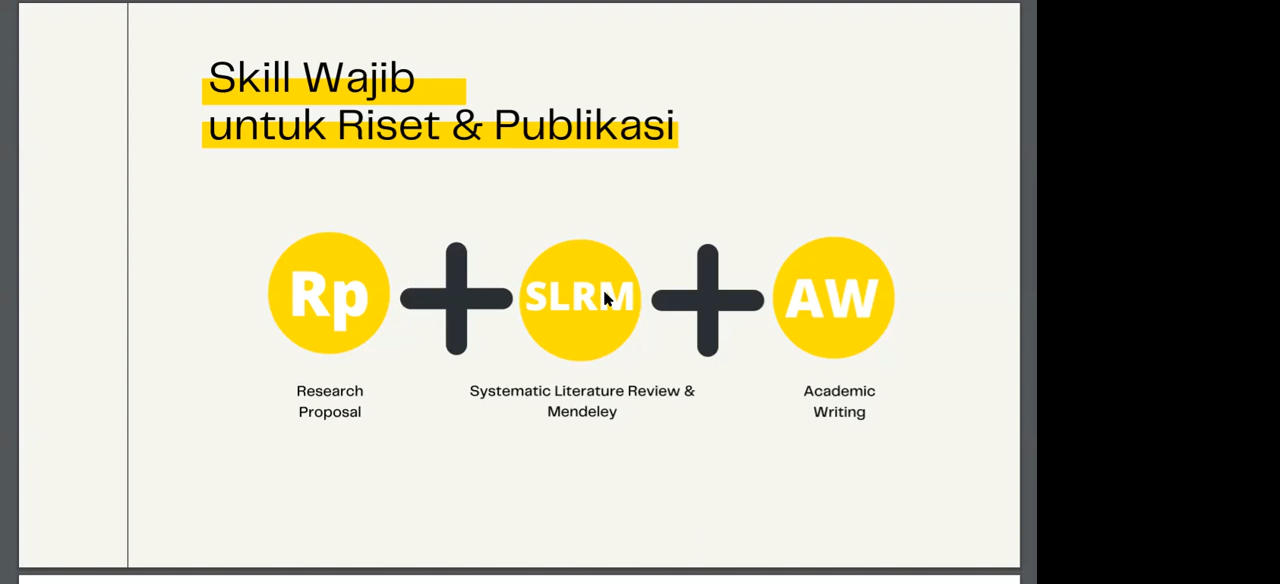 Skill Wajib
untuk Riset & Publikasi
Rp
SLRM
AW
Research
Proposal
Systematic Literature Review &
Mendeley
Academic
Writing